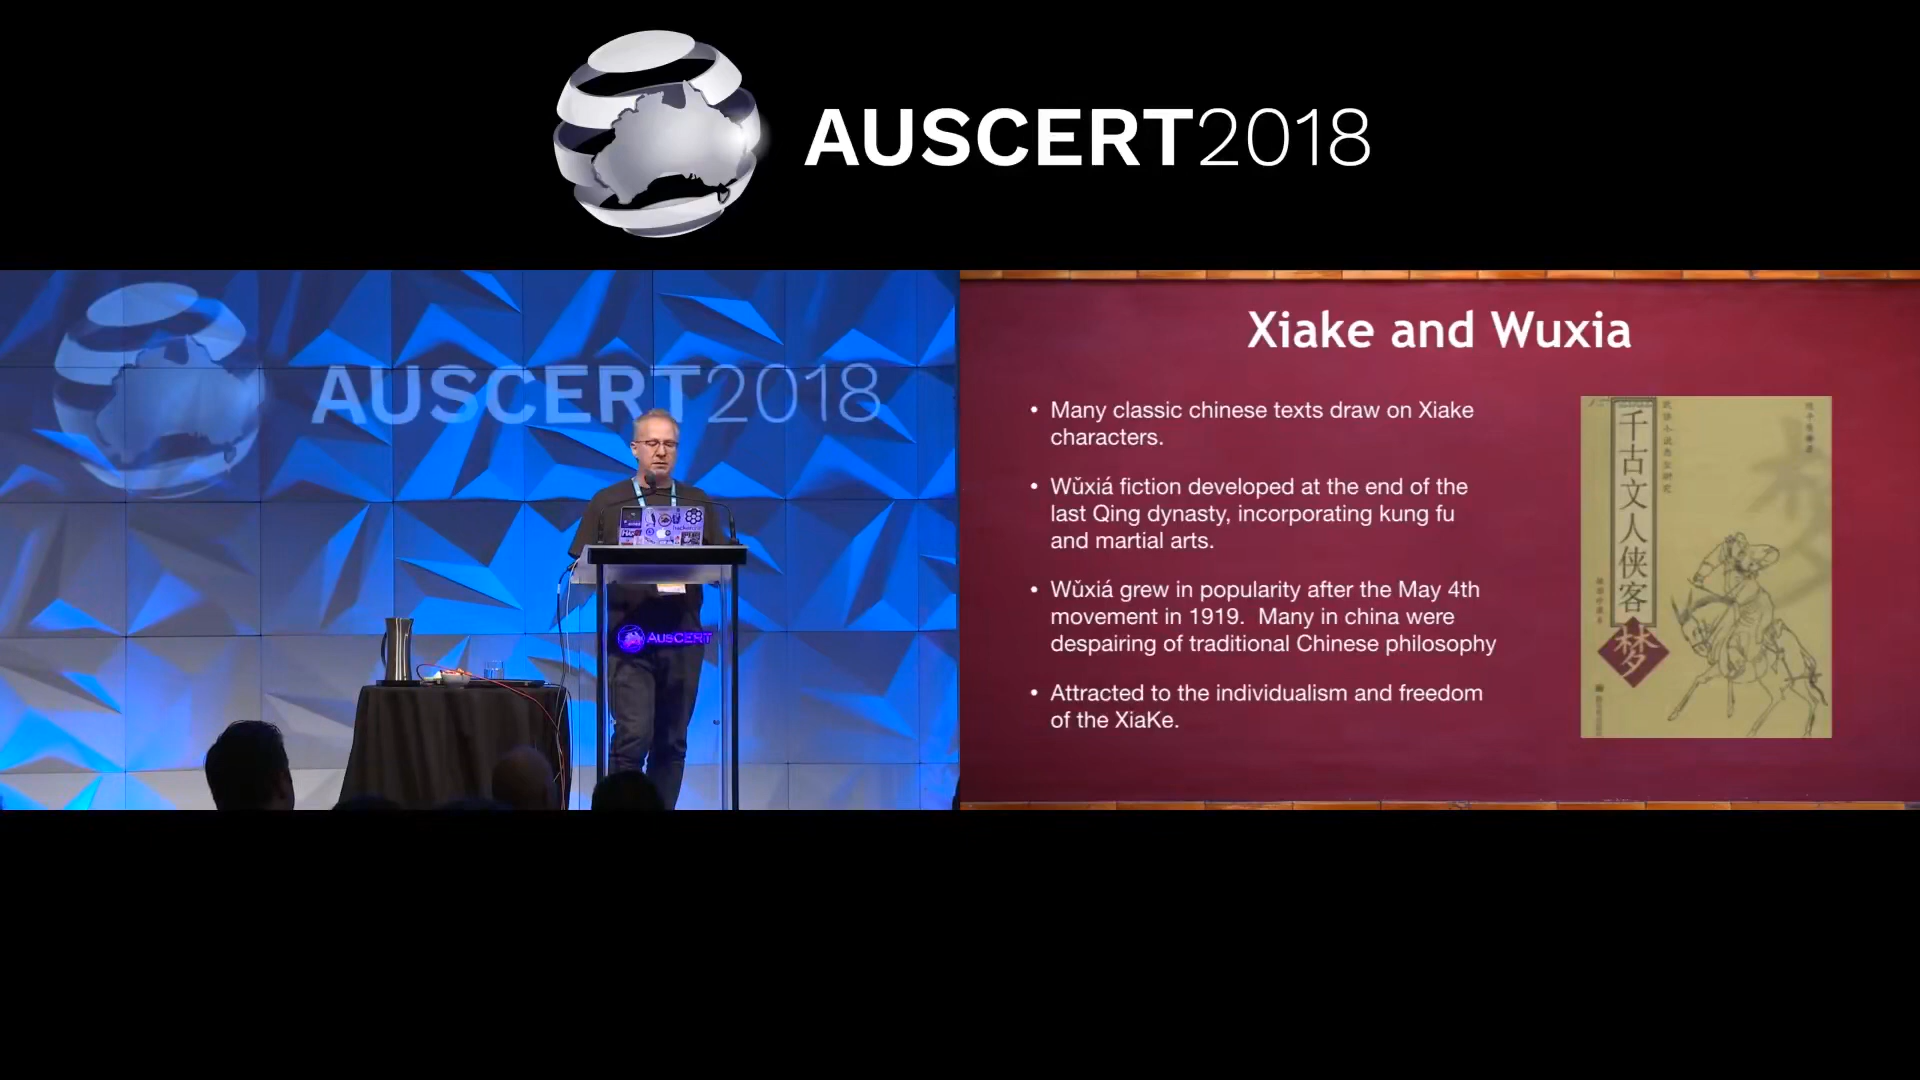 AUSCERT2018
AUSCERT2018
AUSCERT
Xiake and Wuxia
• Many classic chinese texts draw on Xiake
characters.
• Wǔxiá fiction developed at the end of the
last Qing dynasty, incorporating kung fu
and martial arts.
• Wǔxiá grew in popularity after the May 4th
movement in 1919.  Many in china were
despairing of traditional Chinese philosophy
• Attracted to the individualism and freedom
of the XiaKe.
千古文人侠客
梦